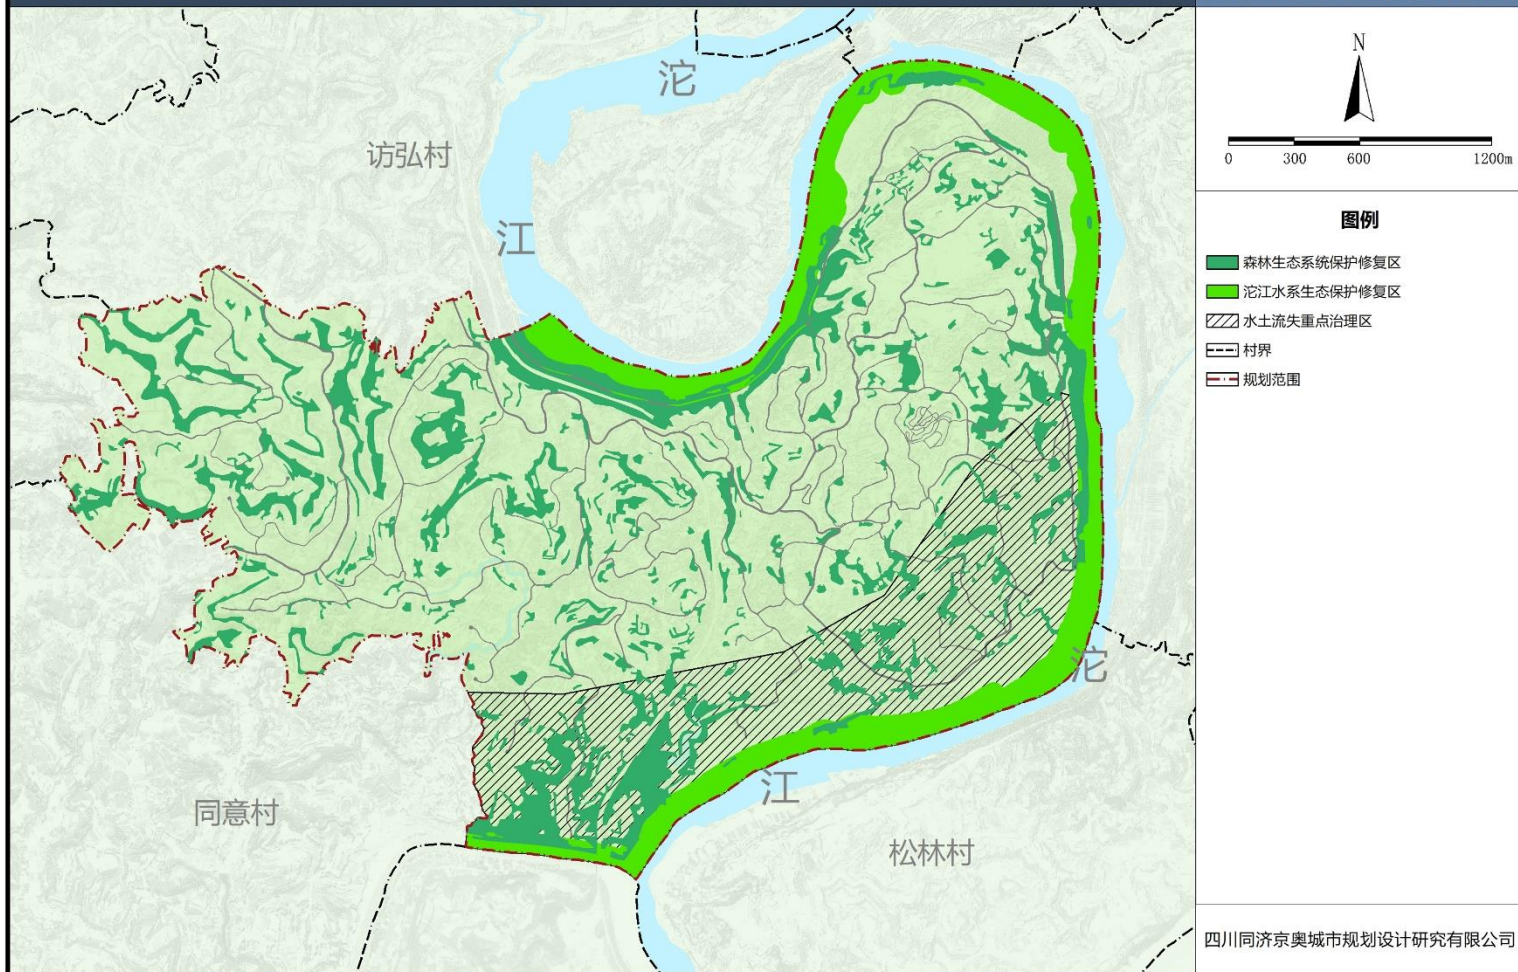 沱
访弘村
江
沱
江
同意村
松林村
N
0 300 600 1200m
图例
森林生态系统保护修复区
沱江水系生态保护修复区
水土流失重点治理区
村界
规划范围
四川同济京奥城市规划设计研究有限公司